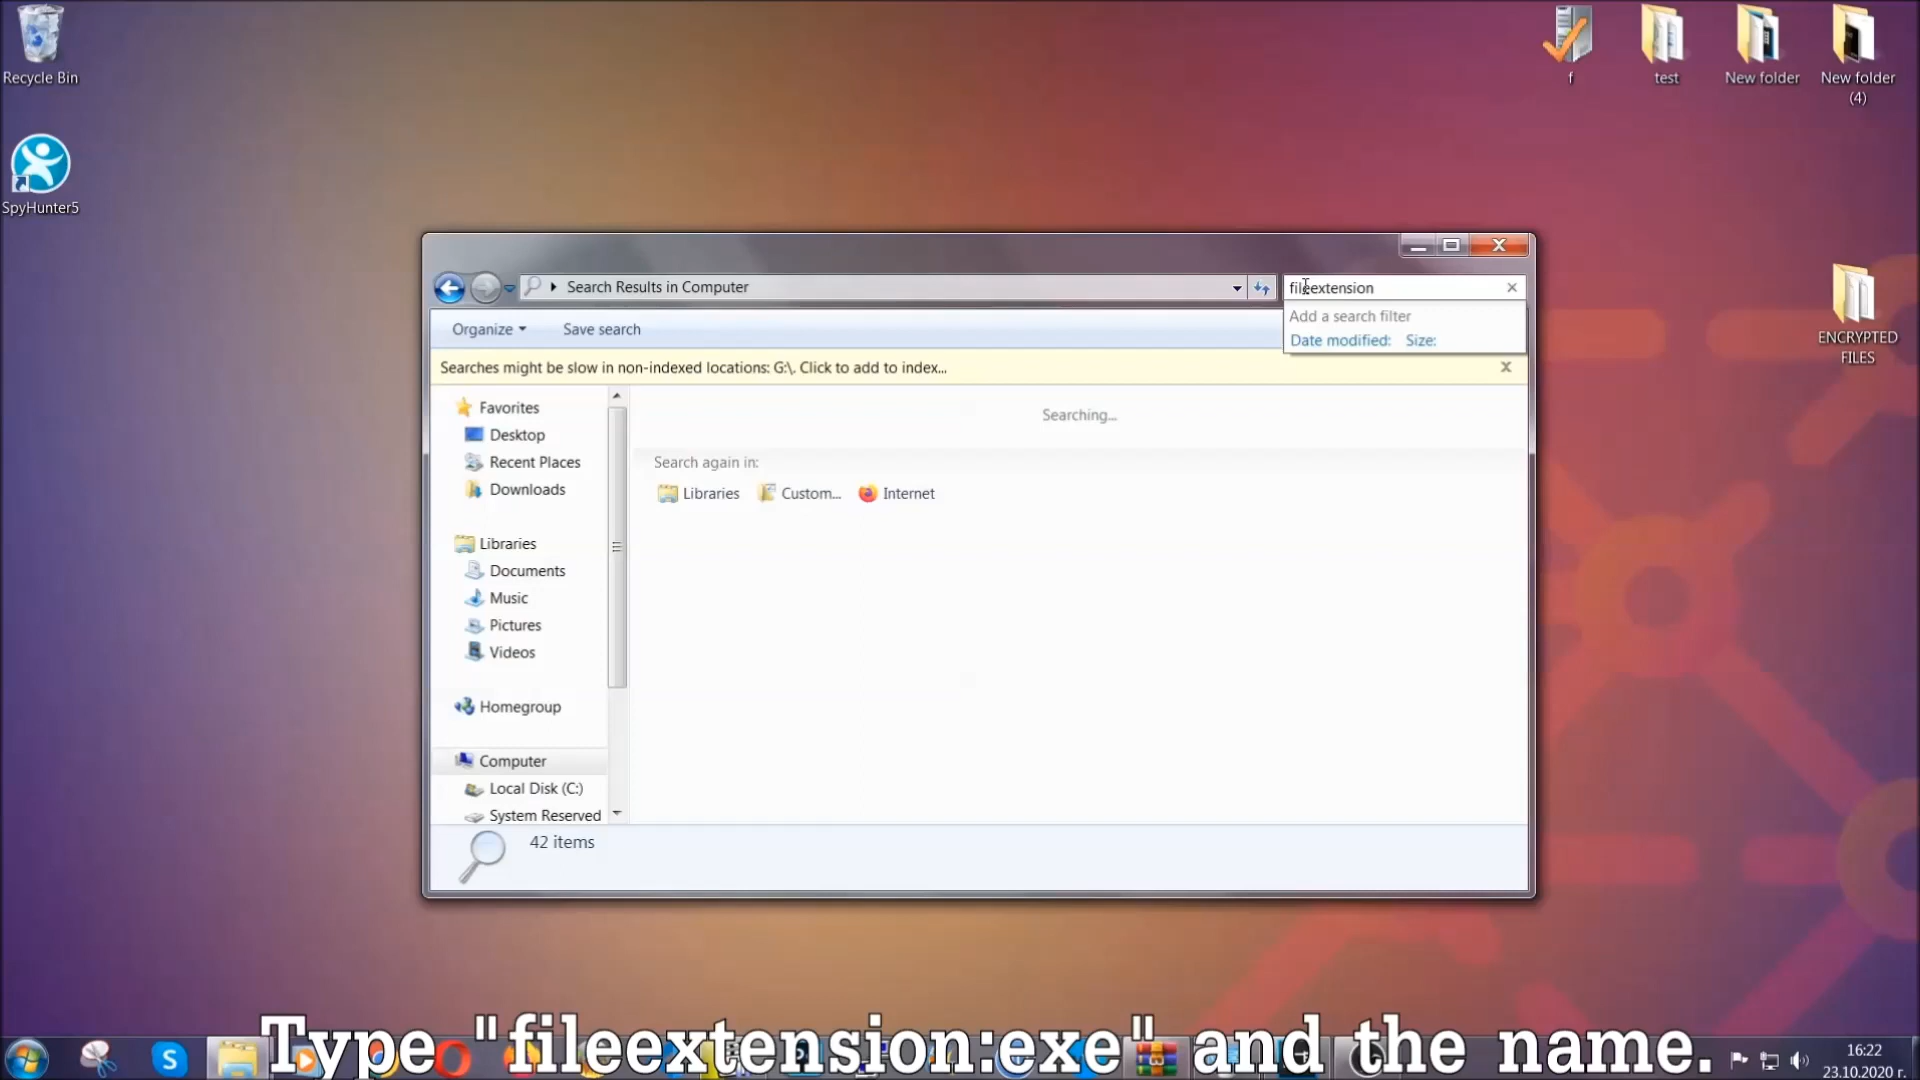 Recycle Bin
SpyHunter5
f
test
New folder
New folder
(4)
ENCRYPTED
FILES
Search Results in Computer
fileextension
Add a search filter
Date modified: Size:
Organize
Save search
Searches might be slow in non-indexed locations: G:\. Click to add to index...
Favorites
Desktop
Recent Places
Downloads
Libraries
Documents
Music
Pictures
Videos
Homegroup
Computer
Local Disk (C:)
System Reserved
Searching...
Search again in:
Libraries
Custom...
Internet
42 items
Type "fileextension:exe" and the name.
16:22
23.10.2020 г.